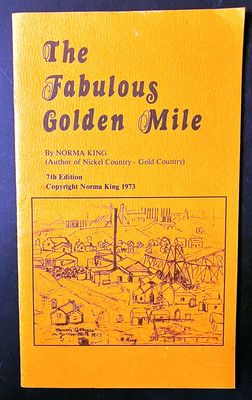 The
Fabulous
Golden Mile
By NORMA KING
(Author of Nickel Country - Gold Country)
7th Edition
Copyright Norma King 1973
N King